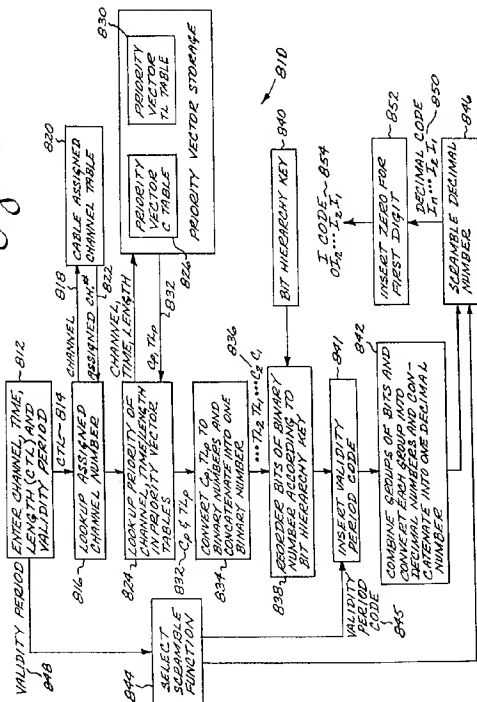 812
ENTER CHANNEL, TIME,
LENGTH (CTL) AND
VALIDITY PERIOD
VALIDITY PERIOD
848
CTL
814
816
LOOKUP ASSIGNED
CHANNEL NUMBER
818
CHANNEL
ASSIGNED CH.#
822
820
CABLE ASSIGNED
CHANNEL TABLE
824
LOOKUP PRIORITY OF
CHANNEL, TIME/LENGTH
IN PRIORITY VECTOR
TABLES
CHANNEL,
TIME, LENGTH
830
PRIORITY
VECTOR
TL TABLE
PRIORITY
VECTOR
C TABLE
826
PRIORITY VECTOR STORAGE
Cp, TLp
832
832
Cp & TLp
834
CONVERT Cp TLp TO
BINARY NUMBERS AND
CONCATENATE INTO ONE
BINARY NUMBER
836
...TL2 TL1...C2 C1
810
838
REORDER BITS OF BINARY
NUMBER ACCORDING TO
BIT HIERARCHY KEY
BIT HIERARCHY KEY
840
841
INSERT VALIDITY
PERIOD CODE
844
SELECT
SCRAMBLE
FUNCTION
VALIDITY
PERIOD
CODE
845
842
COMBINE GROUPS OF BITS AND
CONVERT EACH GROUP INTO
DECIMAL NUMBERS AND CON-
CATENATE INTO ONE DECIMAL
NUMBER
846
SCRAMBLE DECIMAL
NUMBER
DECIMAL CODE
In...I2 I1
850
852
INSERT ZERO FOR
FIRST DIGIT
I CODE
854
OIn...I2 I1